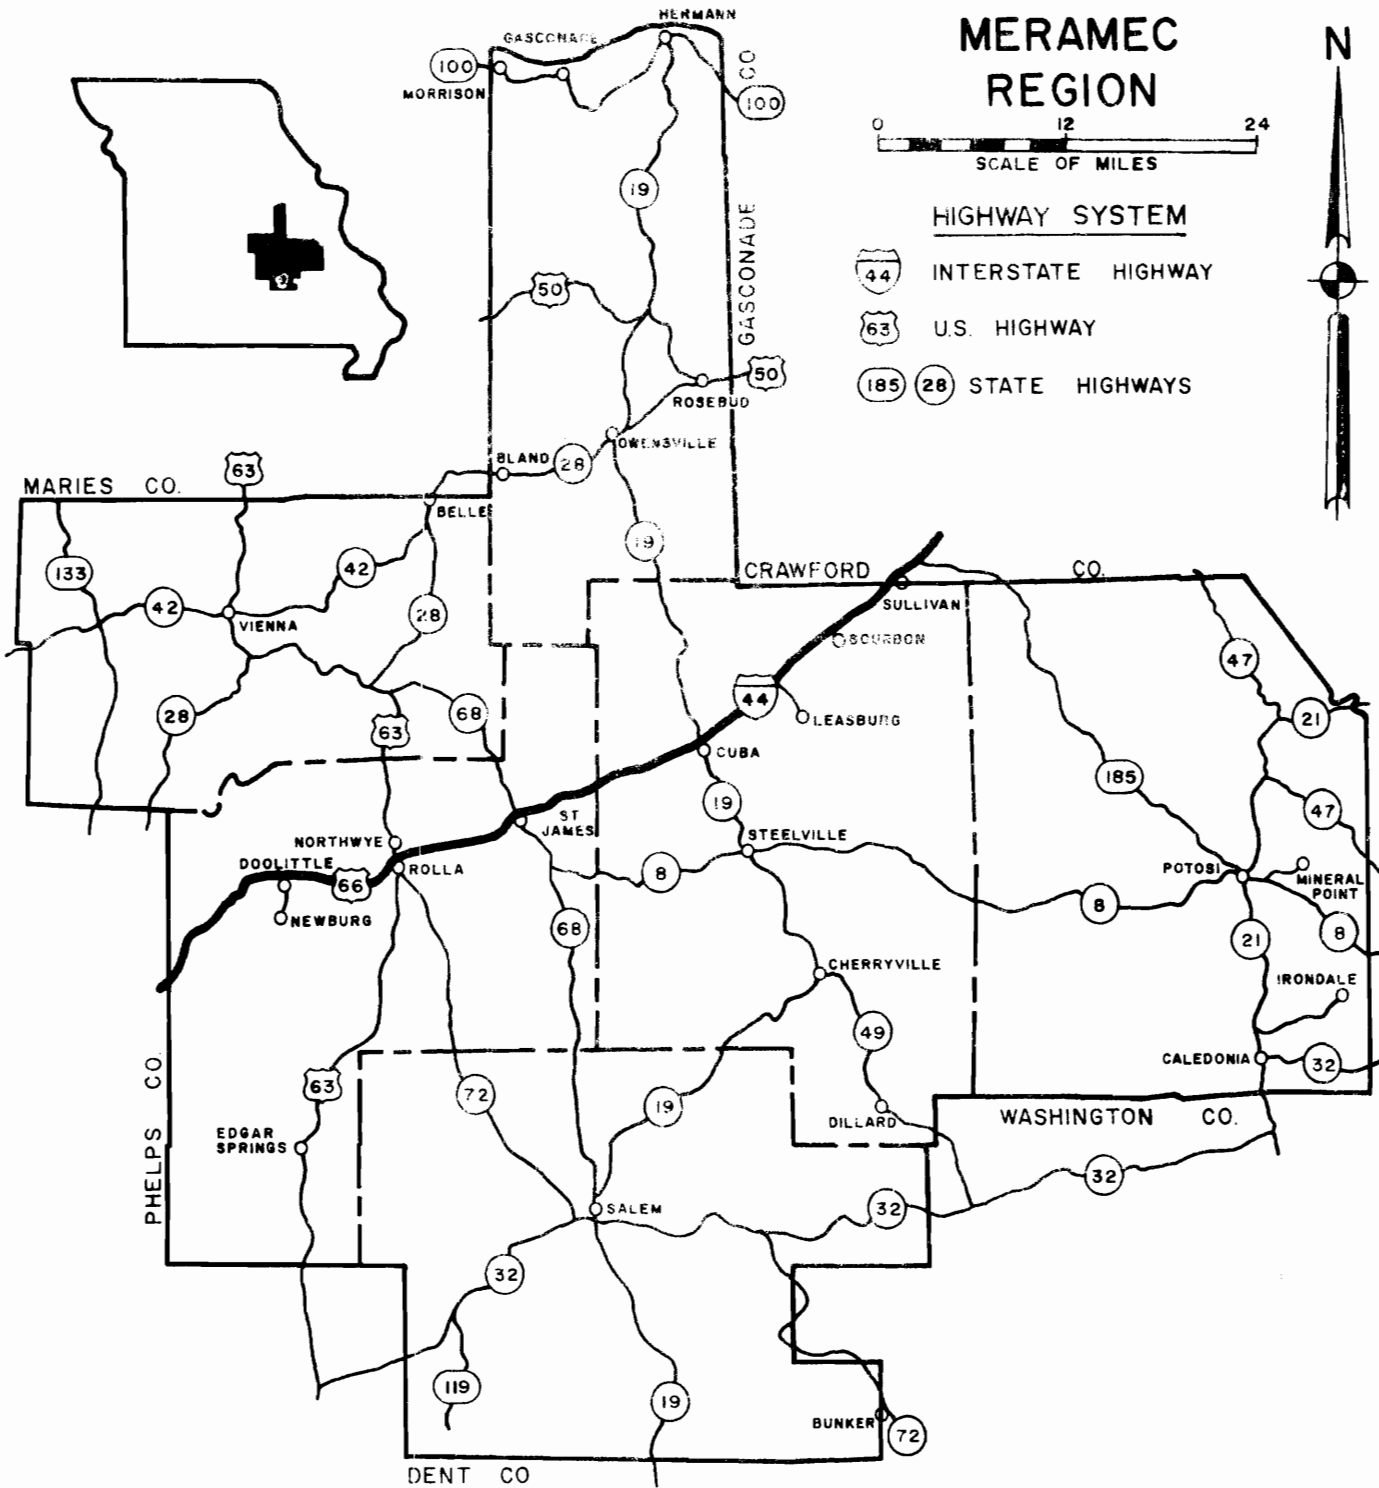 MERAMEC
REGION
N
0 12 24
SCALE OF MILES
HIGHWAY SYSTEM
44 INTERSTATE HIGHWAY
63 U.S. HIGHWAY
185 28 STATE HIGHWAYS
HERMANN
GASCONADE
100
MORRISON
100
GASCONADE CO
19
50
50
ROSEBUD
OWENSVILLE
BLAND
28
63
MARIES CO.
BELLE
133
42
42
VIENNA
28
28
19
CRAWFORD CO.
SULLIVAN
BOURBON
44
LEASBURG
47
21
68
63
CUBA
185
47
19
ST
JAMES
STEELVILLE
NORTHWYE
DOOLITTLE
66
ROLLA
NEWBURG
8
8
POTOSI
MINERAL
POINT
8
68
21
CHERRYVILLE
IRONDALE
49
CALEDONIA
32
PHELPS CO.
63
72
19
DILLARD
WASHINGTON CO.
EDGAR
SPRINGS
32
SALEM
32
32
119
19
BUNKER
72
DENT CO